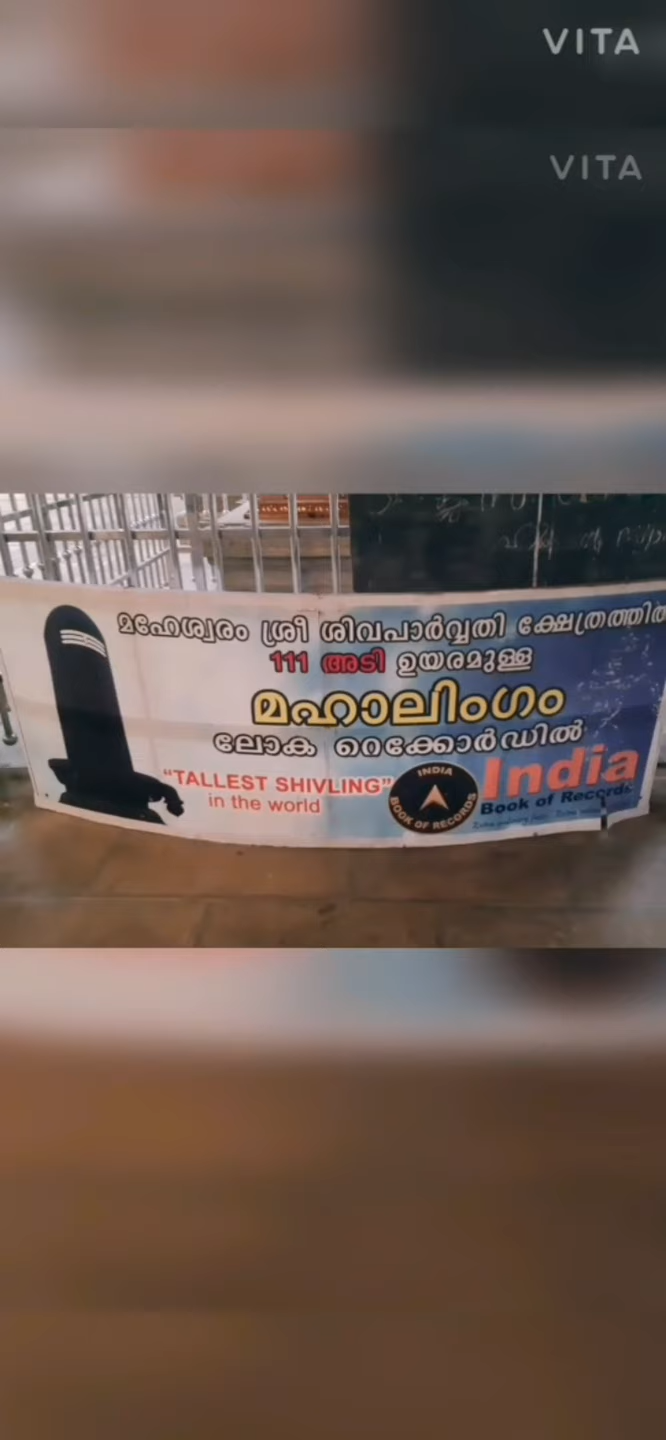 VITA
VITA
മഹേശ്വരം ശ്രീ ശിവപാർവ്വതി ക്ഷേത്രത്തിൽ
111 അടി ഉയരമുള്ള
മഹാലിംഗം
ലോക റെക്കോർഡിൽ
“TALLEST SHIVLING”
in the world
INDIA
BOOK OF RECORDS
India
Book of Records